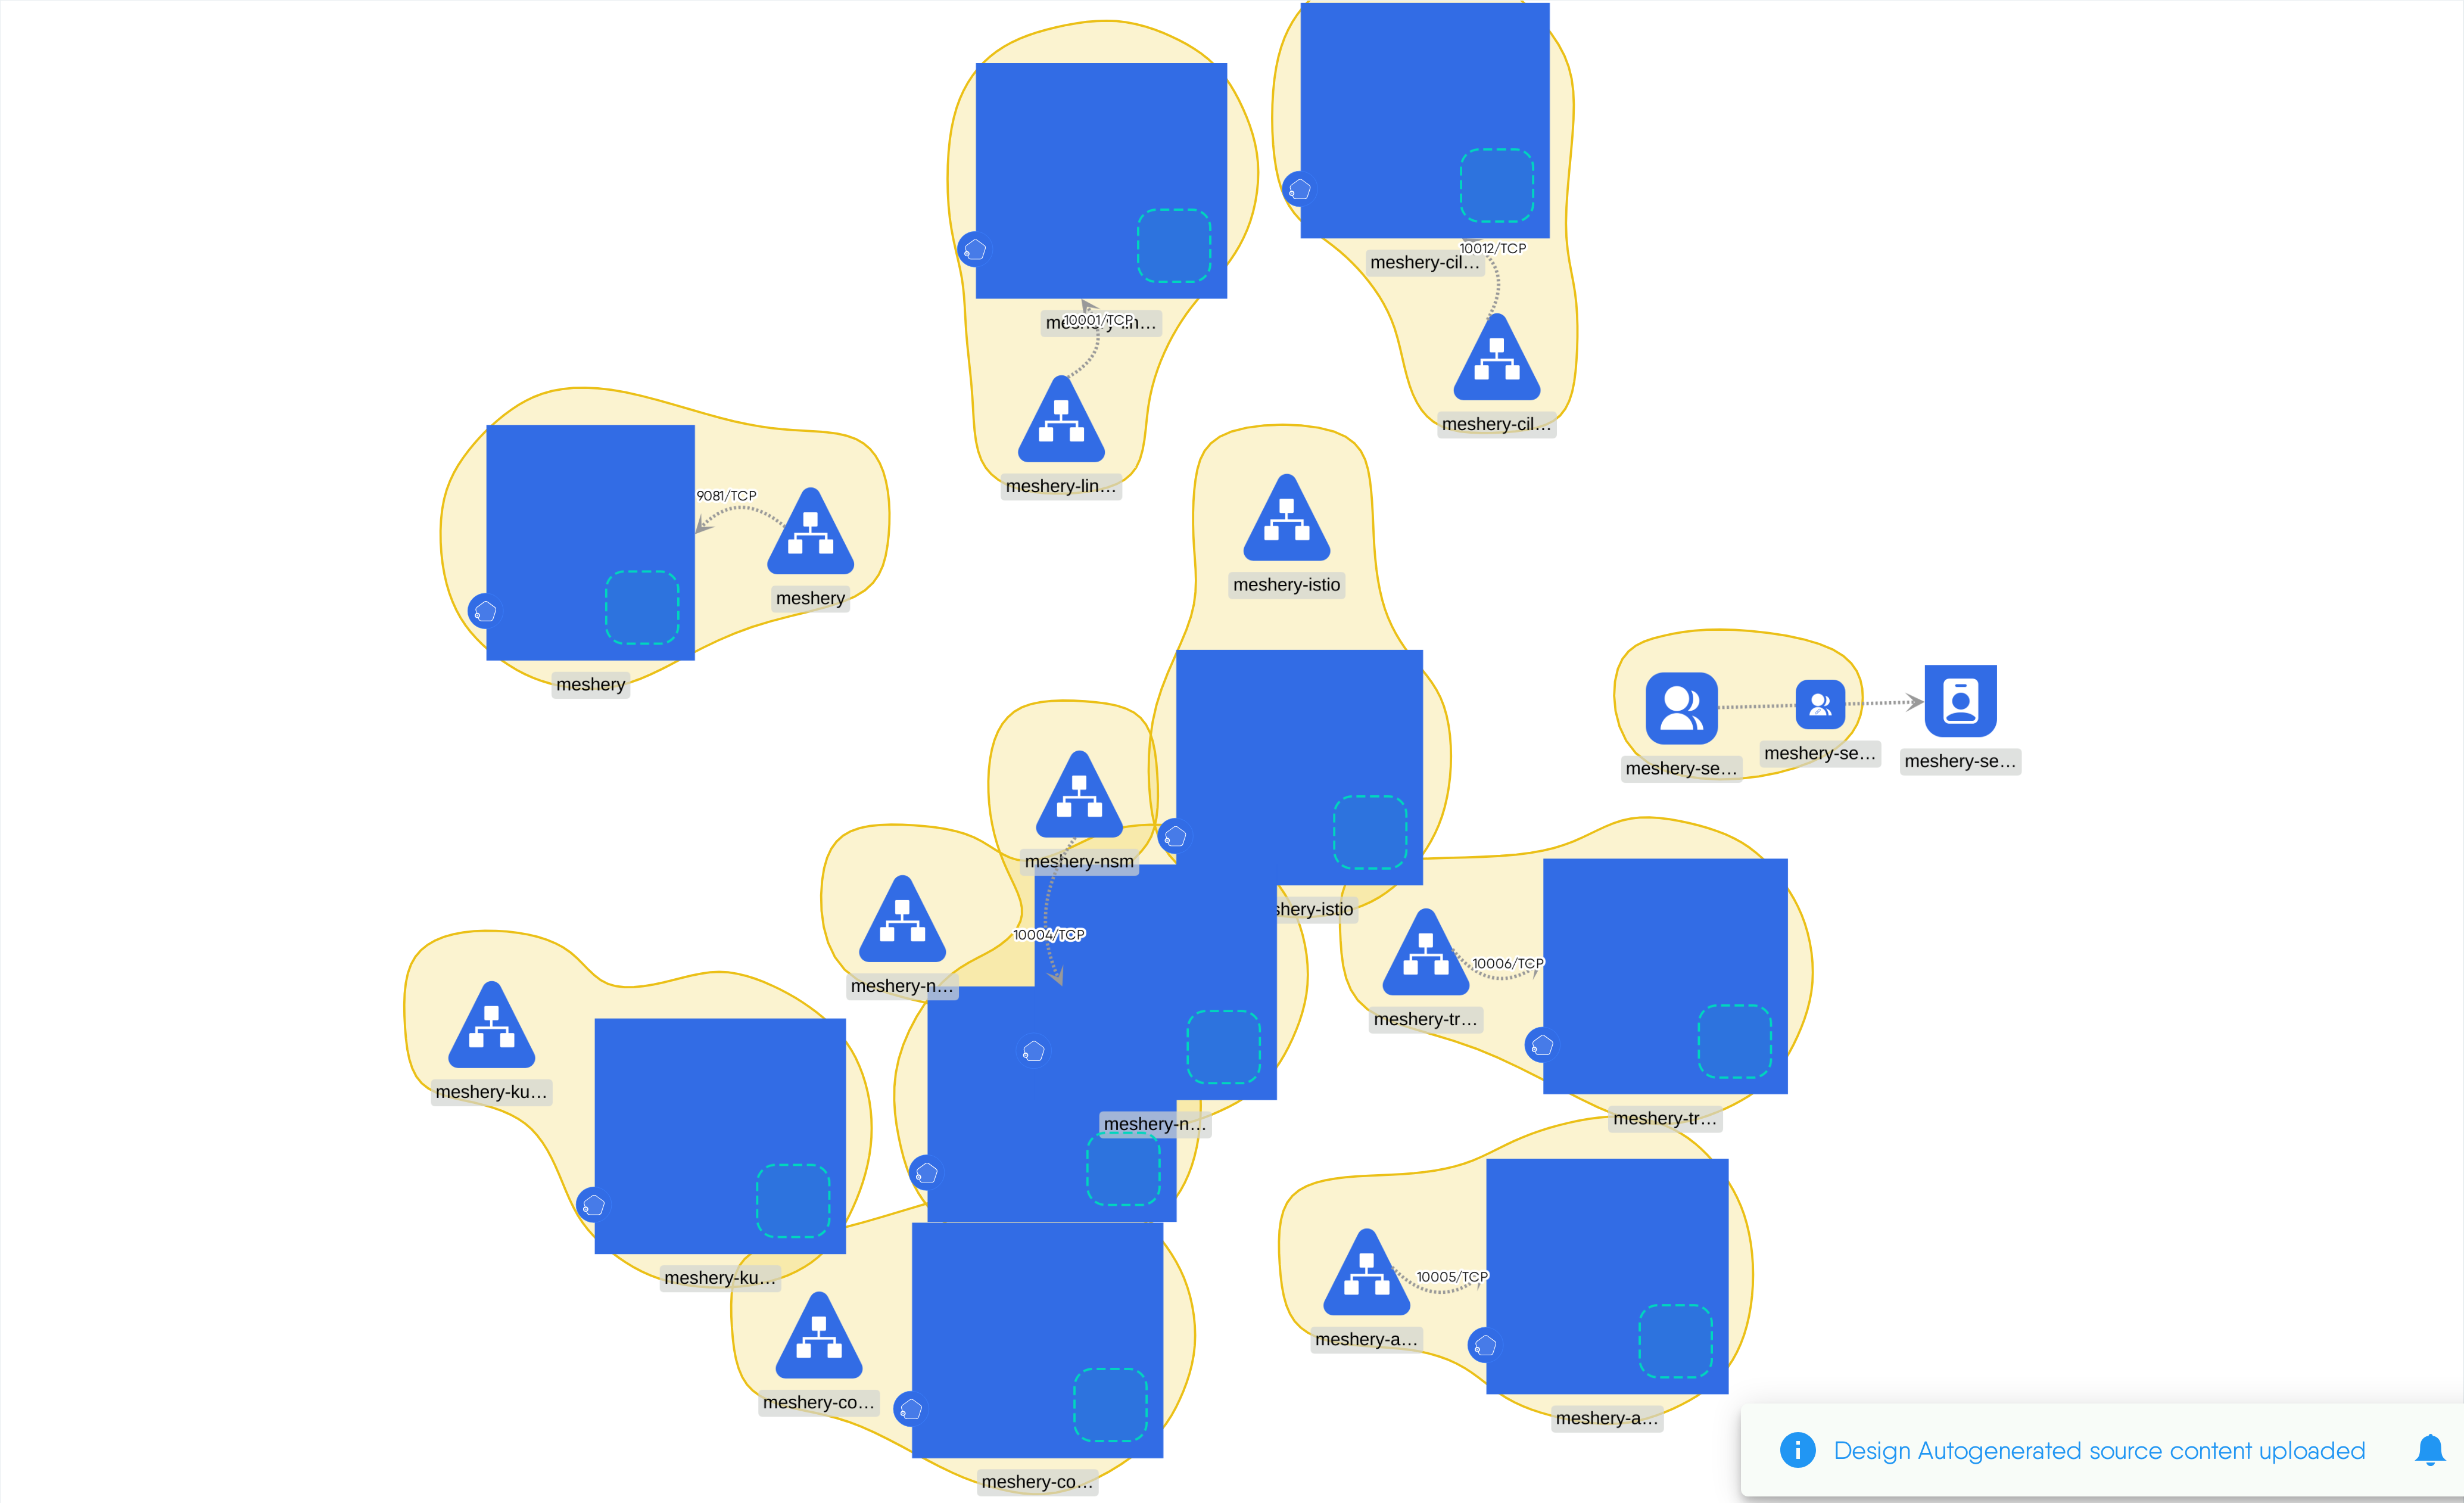 10012/TCP
meshery-cil…
10001/TCP
meshery-cil…
meshery-lin…
9081/TCP
meshery-istio
meshery
meshery
meshery-se…
meshery-se…
meshery-se…
meshery-nsm
shery-istio
10004/TCP
10006/TCP
meshery-n…
meshery-tr…
meshery-ku…
meshery-tr…
meshery-n…
meshery-ku…
10005/TCP
meshery-a…
meshery-co…
meshery-a…
Design Autogenerated source content uploaded
meshery-co…